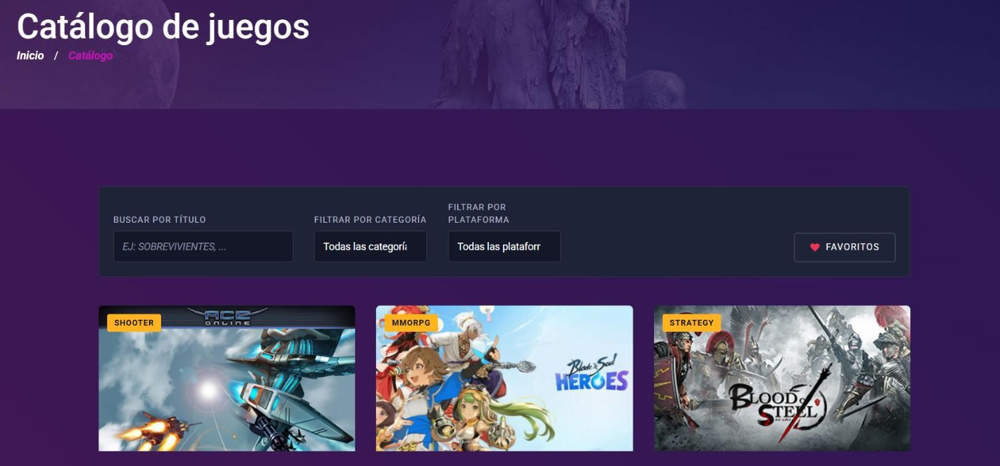 Catálogo de juegos
Inicio / Catálogo
BUSCAR POR TÍTULO
EJ: SOBREVIVIENTES, ...
FILTRAR POR CATEGORÍA
Todas las categorí
FILTRAR POR
PLATAFORMA
Todas las platafor
FAVORITOS
SHOOTER
ACE
ONLINE
MMORPG
Blade & Soul
HEROES
STRATEGY
BLOOD OF
STEEL